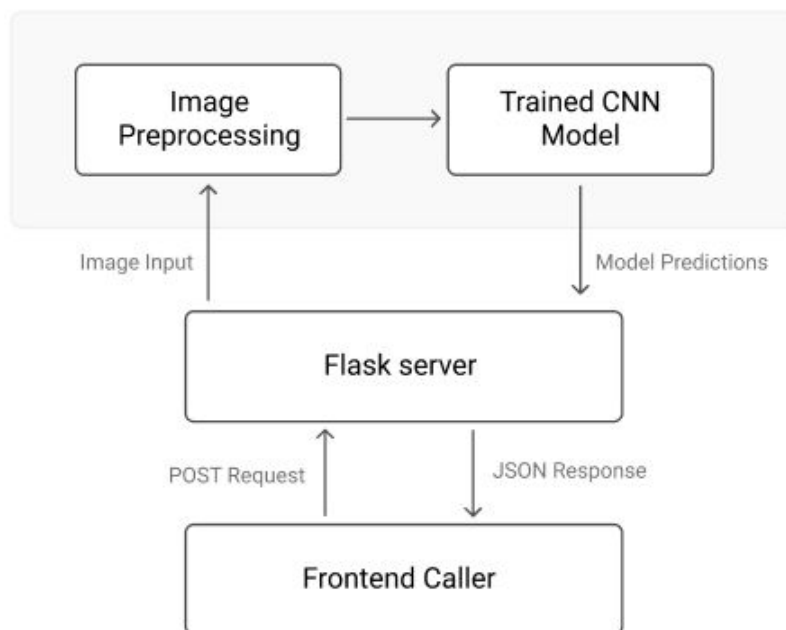 Image
Preprocessing
Trained CNN
Model
Image Input
Model Predictions
Flask server
POST Request
JSON Response
Frontend Caller